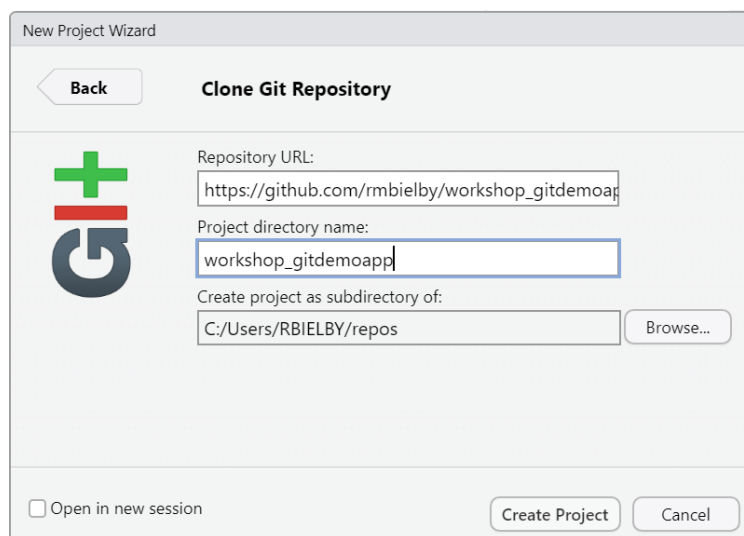 New Project Wizard
Back
Clone Git Repository
Repository URL:
https://github.com/rmbielby/workshop_gitdemoap
Project directory name:
workshop_gitdemoapp
Create project as subdirectory of:
C:/Users/RBIELBY/repos
Browse...
GIt
Open in new session
Create Project
Cancel